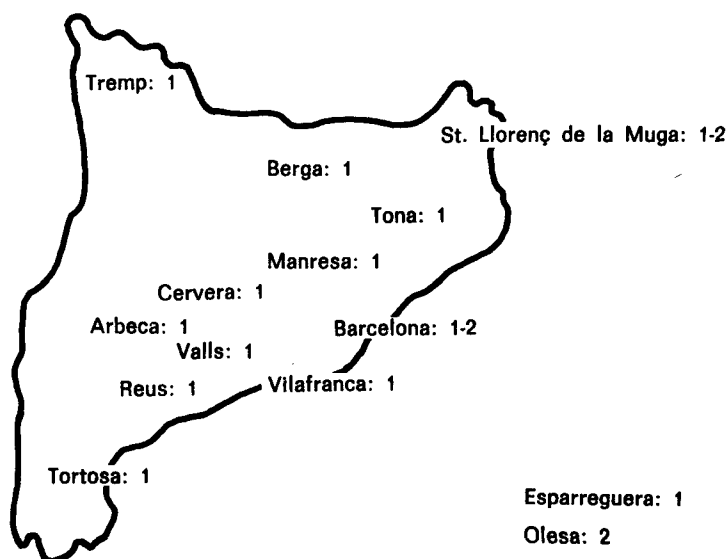 Tremp: 1
St. Llorenç de la Muga: 1-2
Berga: 1
Tona: 1
Manresa: 1
Cervera: 1
Arbeca: 1
Barcelona: 1-2
Valls: 1
Reus: 1
Vilafranca: 1
Tortosa: 1
Esparreguera: 1
Olesa: 2